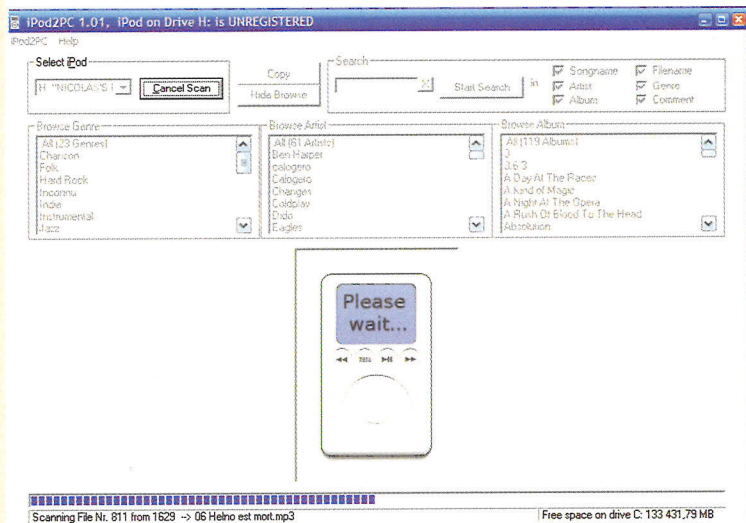 iPod2PC 1.01, iPod on Drive H: is UNREGISTERED
iPod2PC Help
Select iPod
H: "NICOLAS'S
Cancel Scan
Copy
Hide Browse
Search
Start Search
in
Songname
Filename
Artist
Genre
Album
Comment
Browse Genre
All (23 Genres)
Chanson
Folk
Hard Rock
Inconnu
Indie
Instrumental
Jazz
Browse Artist
All (61 Artists)
Ben Harper
calogero
Calogero
Changes
Coldplay
Dido
Eagles
Browse Album
All (119 Albums)
3
3.6.3
A Day At The Races
A Kind of Magic
A Night At The Opera
A Rush Of Blood To The Head
Absolution
Please
wait...
MENU
Scanning File Nr. 811 from 1629 --> 06 Helno est mort.mp3
Free space on drive C: 133 431,79 MB